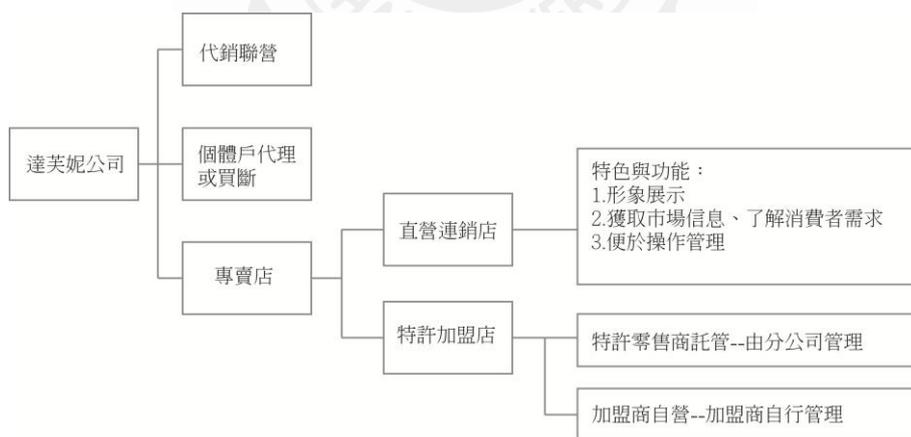 代銷聯營
達芙妮公司
個體戶代理
或買斷
專賣店
直營連銷店
特許加盟店
特色與功能：
1.形象展示
2.獲取市場信息、了解消費者需求
3.便於操作管理
特許零售商託管--由分公司管理
加盟商自營--加盟商自行管理